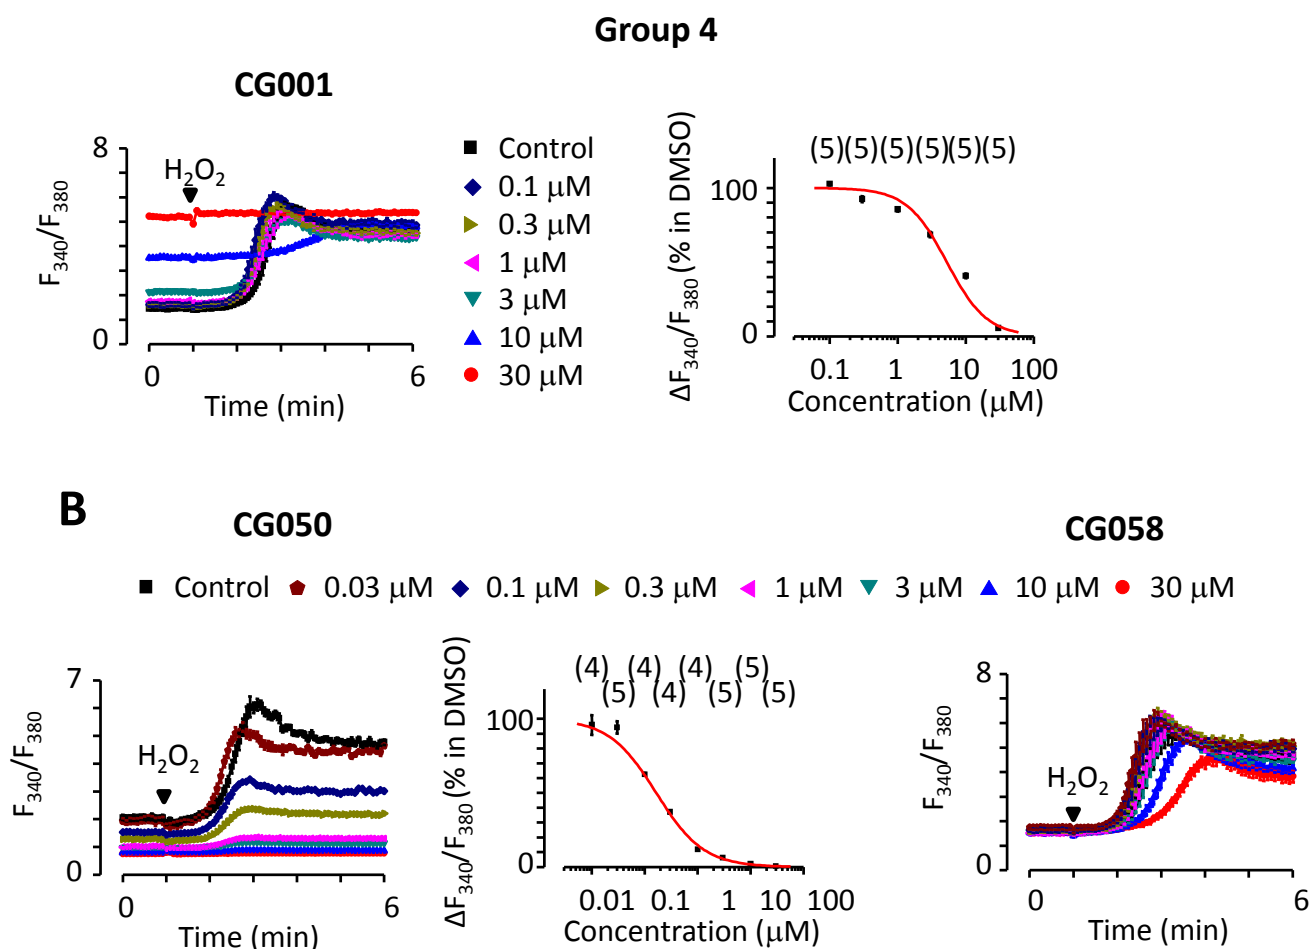 Group 4
CG001
8
0
F340/F380
H2O2
0
6
Time (min)
Control
0.1 μM
0.3 μM
1 μM
3 μM
10 μM
30 μM
ΔF340/F380 (% in DMSO)
(5)(5)(5)(5)(5)(5)
100
0
0.1 1 10 100
Concentration (μM)
B
CG050
CG058
Control 0.03 μM 0.1 μM 0.3 μM 1 μM 3 μM 10 μM 30 μM
7
0
F340/F380
H2O2
0
6
Time (min)
ΔF340/F380 (% in DMSO)
(4) (4) (4) (5)
(5) (4) (5) (5)
100
0
0.01 0.1 1 10 100
Concentration (μM)
8
0
F340/F380
H2O2
0
6
Time (min)